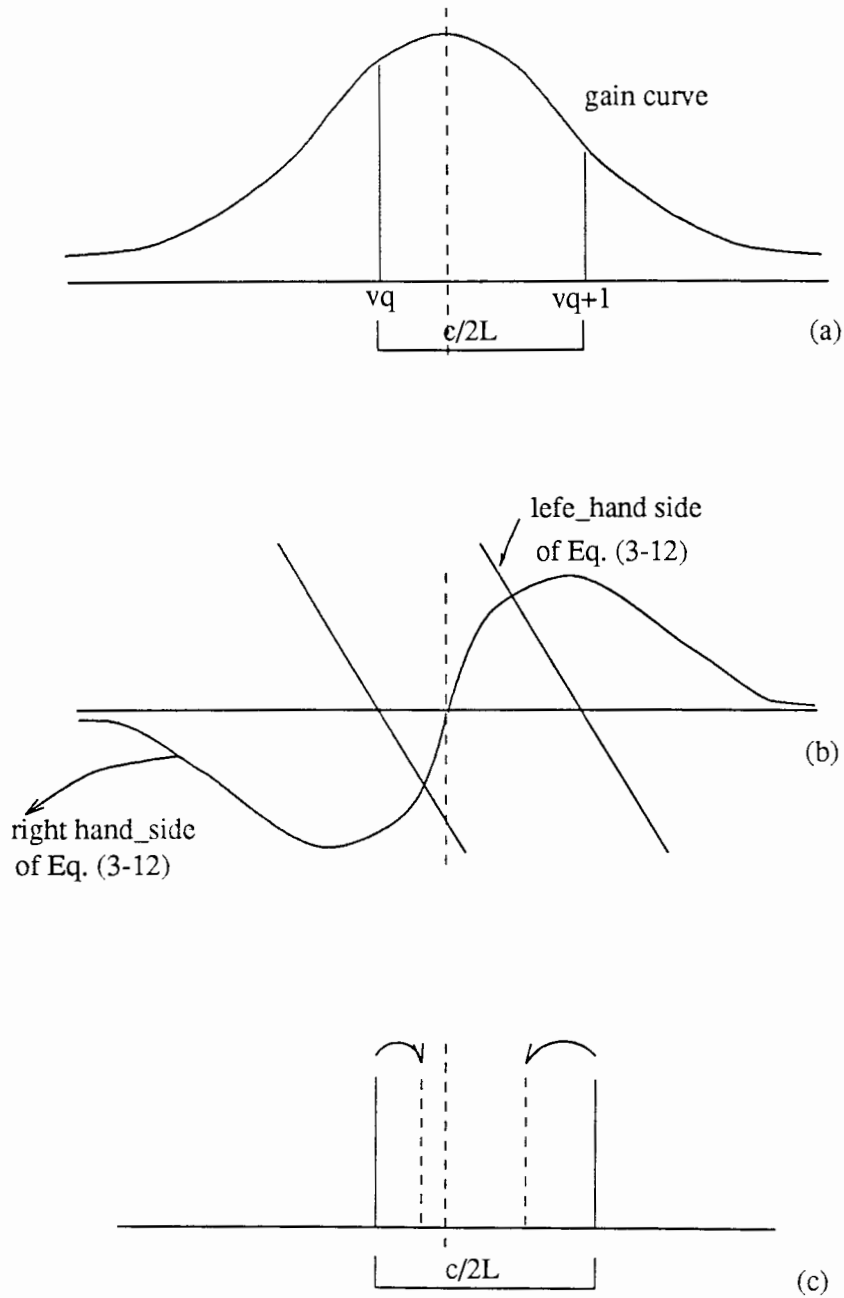 gain curve
vq
vq+1
c/2L
(a)
lefe_hand side
of Eq. (3-12)
(b)
right hand_side
of Eq. (3-12)
c/2L
(c)